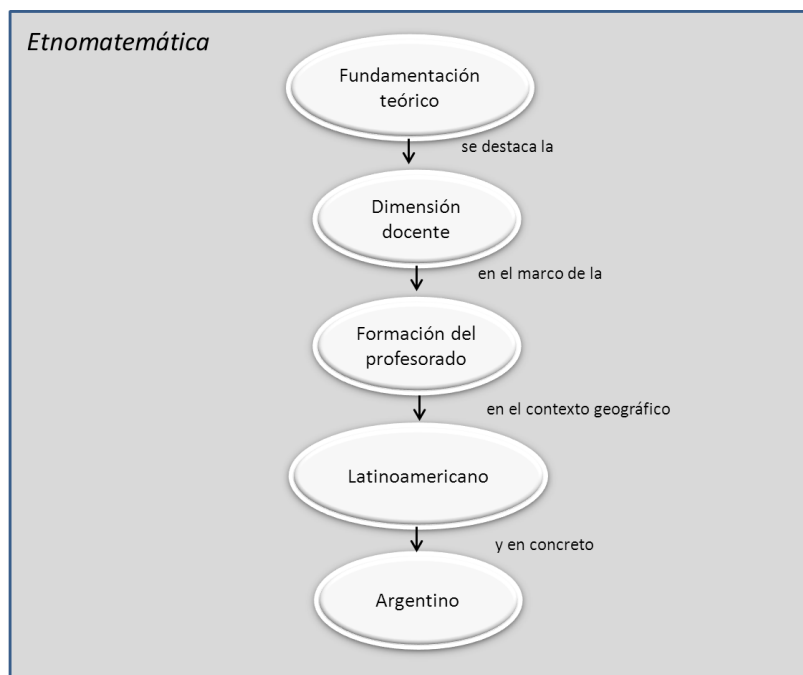 Etnomatemática
Fundamentación
teórico
se destaca la
Dimensión
docente
en el marco de la
Formación del
profesorado
en el contexto geográfico
Latinoamericano
y en concreto
Argentino